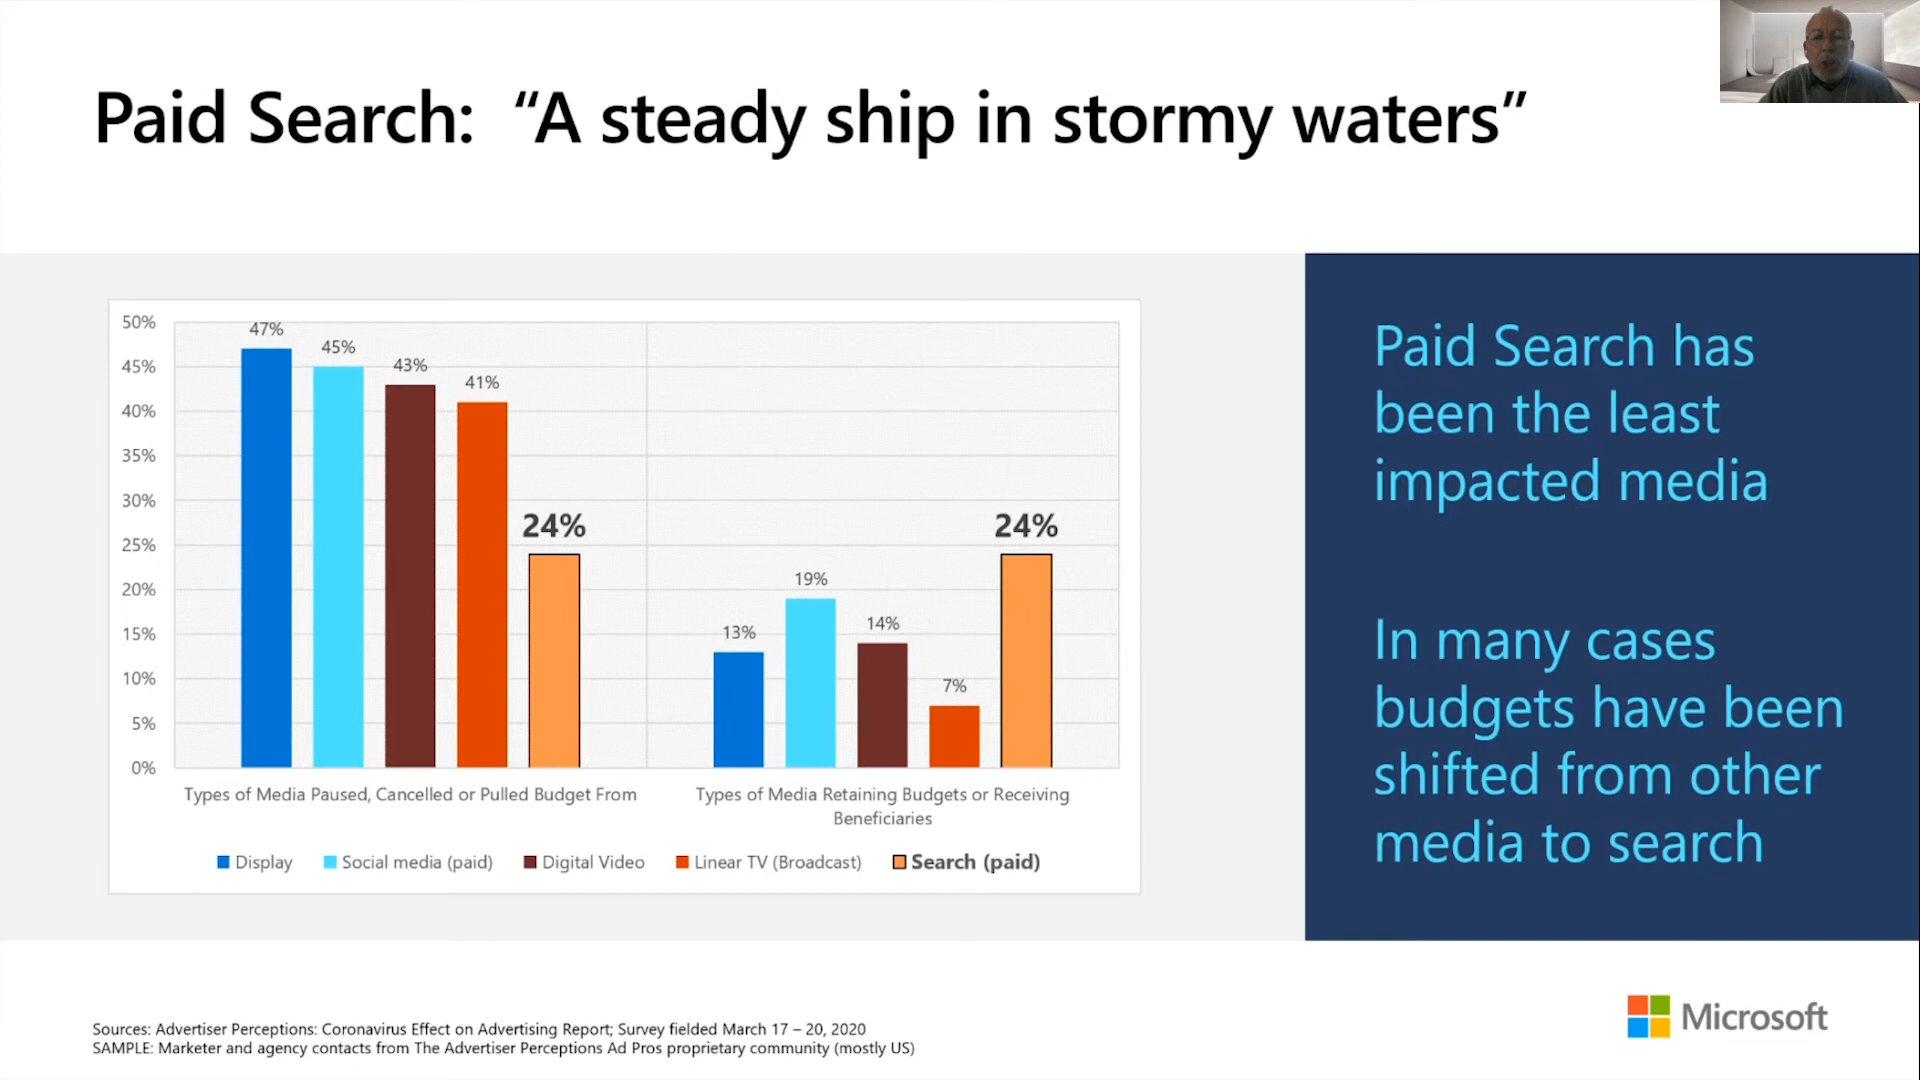 Paid Search: “A steady ship in stormy waters”
50%
45%
40%
35%
30%
25%
20%
15%
10%
5%
0%
47%
45%
43%
41%
24%
13%
19%
14%
7%
24%
Types of Media Paused, Cancelled or Pulled Budget From
Types of Media Retaining Budgets or Receiving
Beneficiaries
Display Social media (paid) Digital Video Linear TV (Broadcast) Search (paid)
Paid Search has
been the least
impacted media
In many cases
budgets have been
shifted from other
media to search
Sources: Advertiser Perceptions: Coronavirus Effect on Advertising Report; Survey fielded March 17 – 20, 2020
SAMPLE: Marketer and agency contacts from The Advertiser Perceptions Ad Pros proprietary community (mostly US)
Microsoft